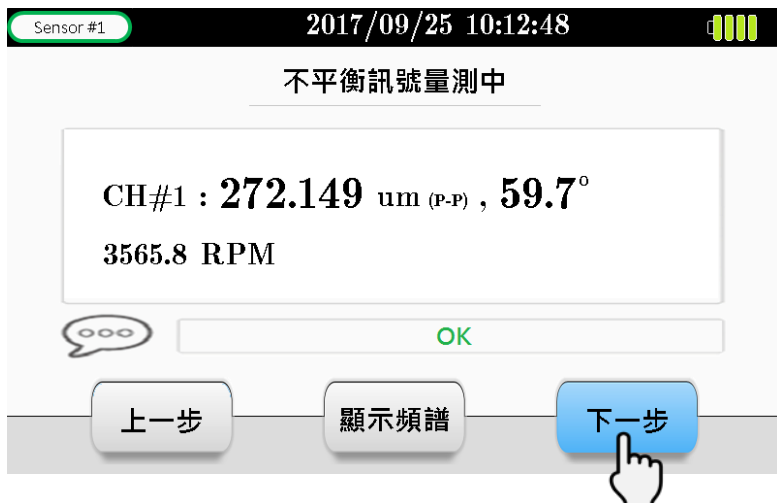 Sensor #1 2017/09/25 10:12:48
不平衡訊號量測中
CH#1 : 272.149 um (P-P) , 59.7°
3565.8 RPM
OK
上一步 顯示頻譜 下一步